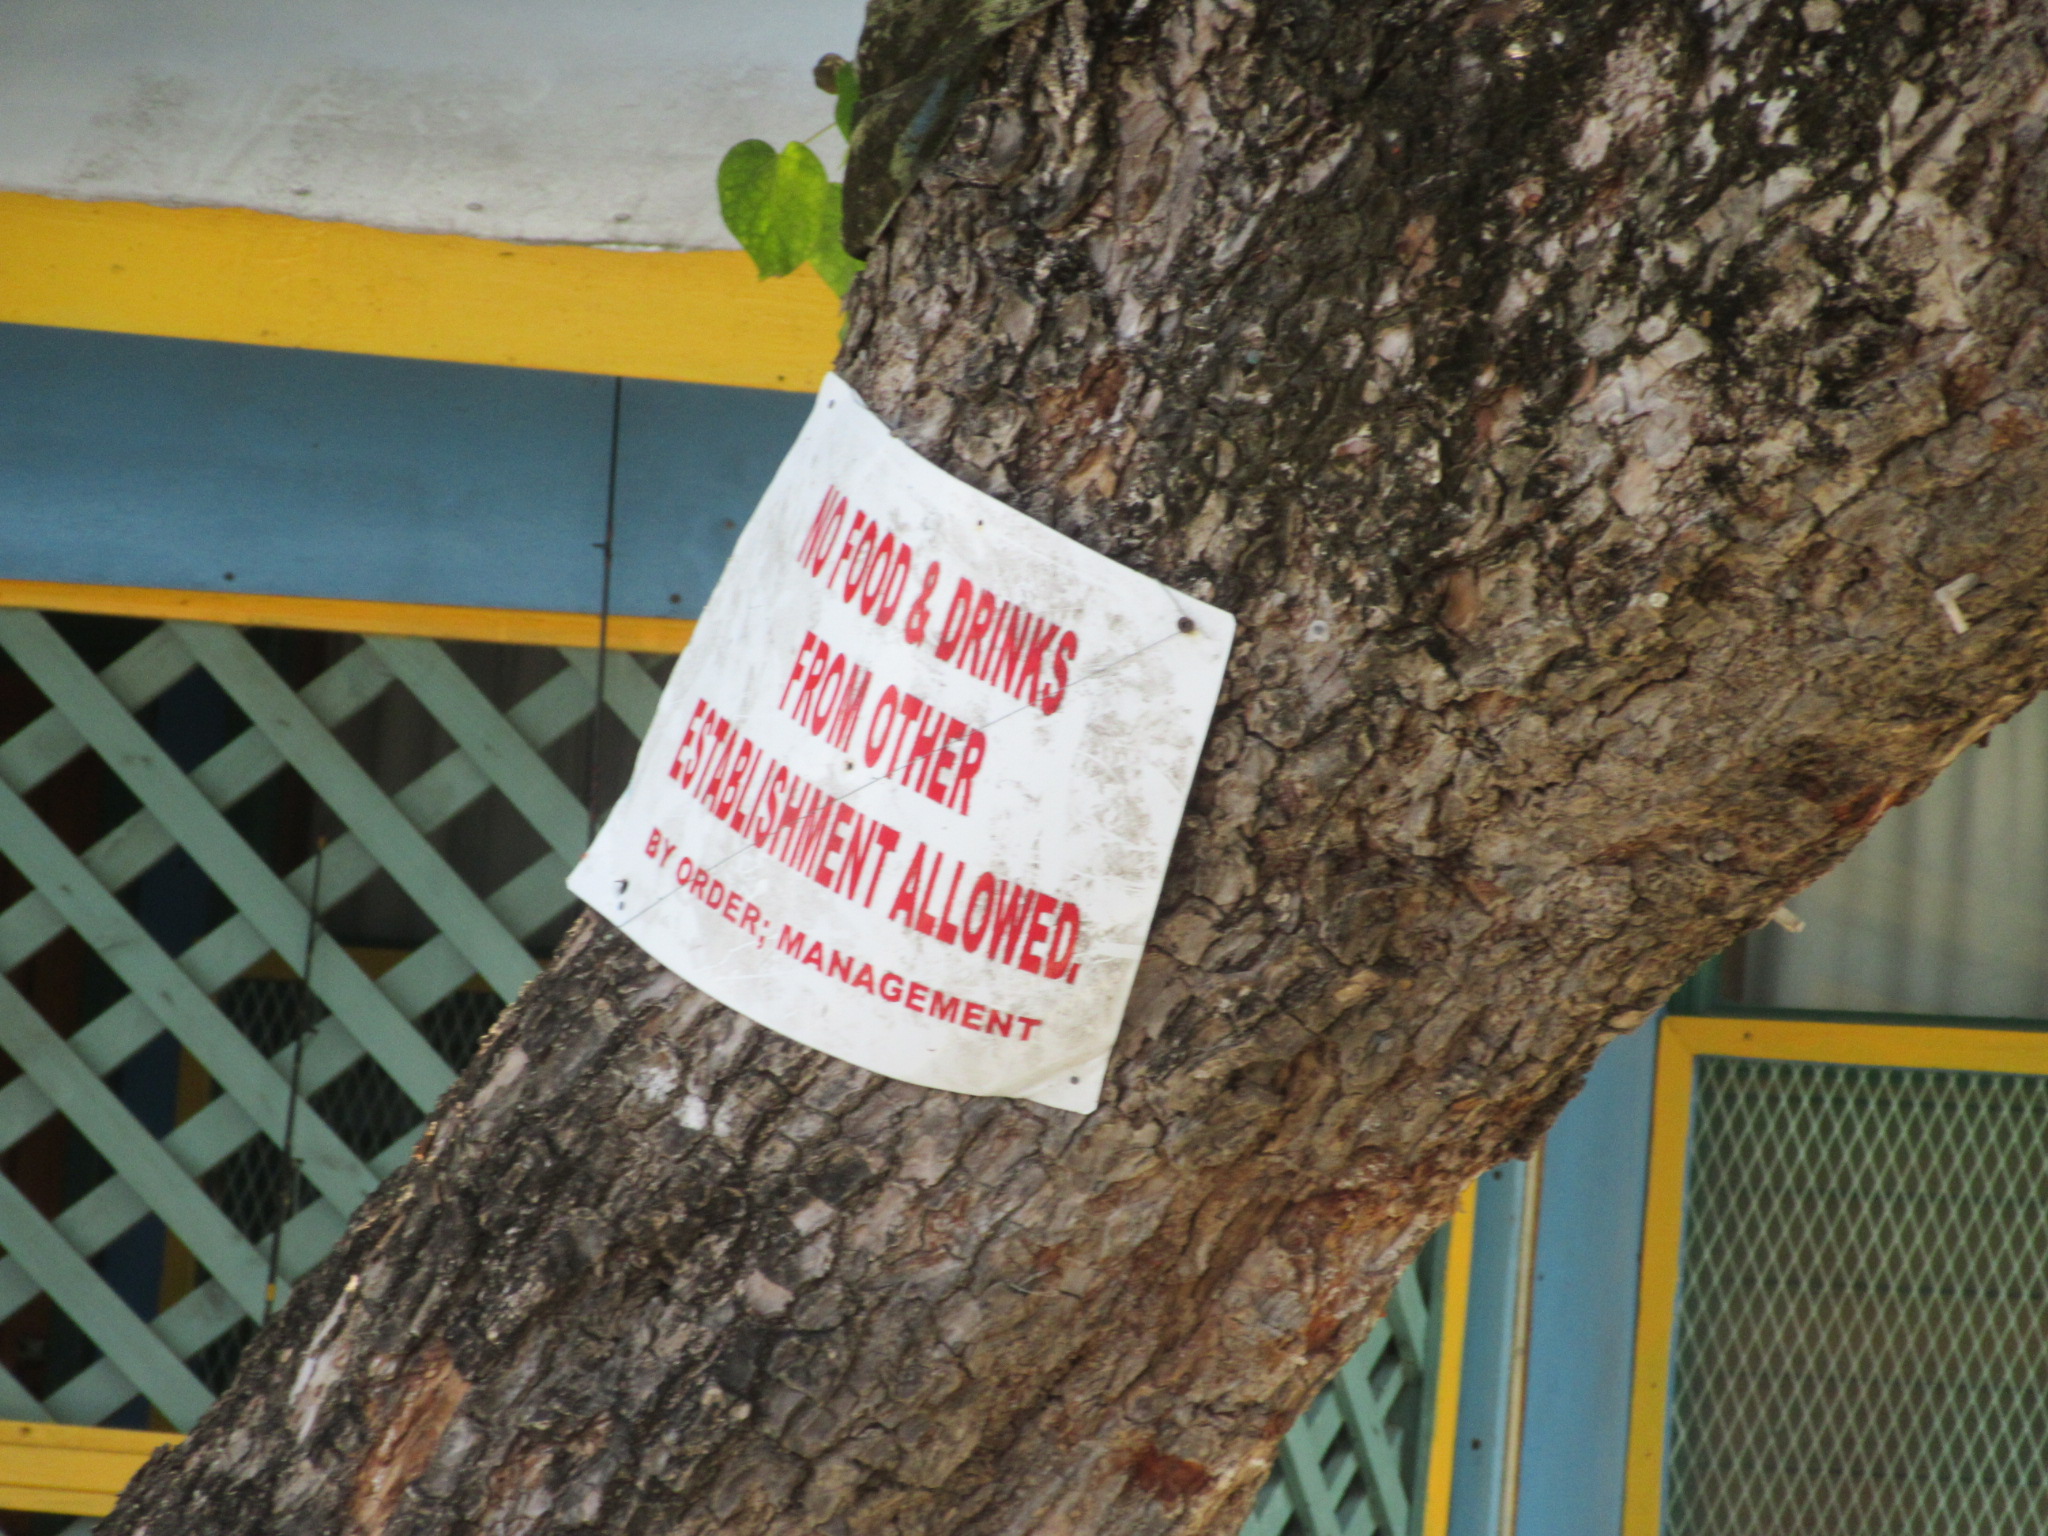 NO FOOD & DRINKS
FROM OTHER
ESTABLISHMENT ALLOWED.
BY ORDER; MANAGEMENT